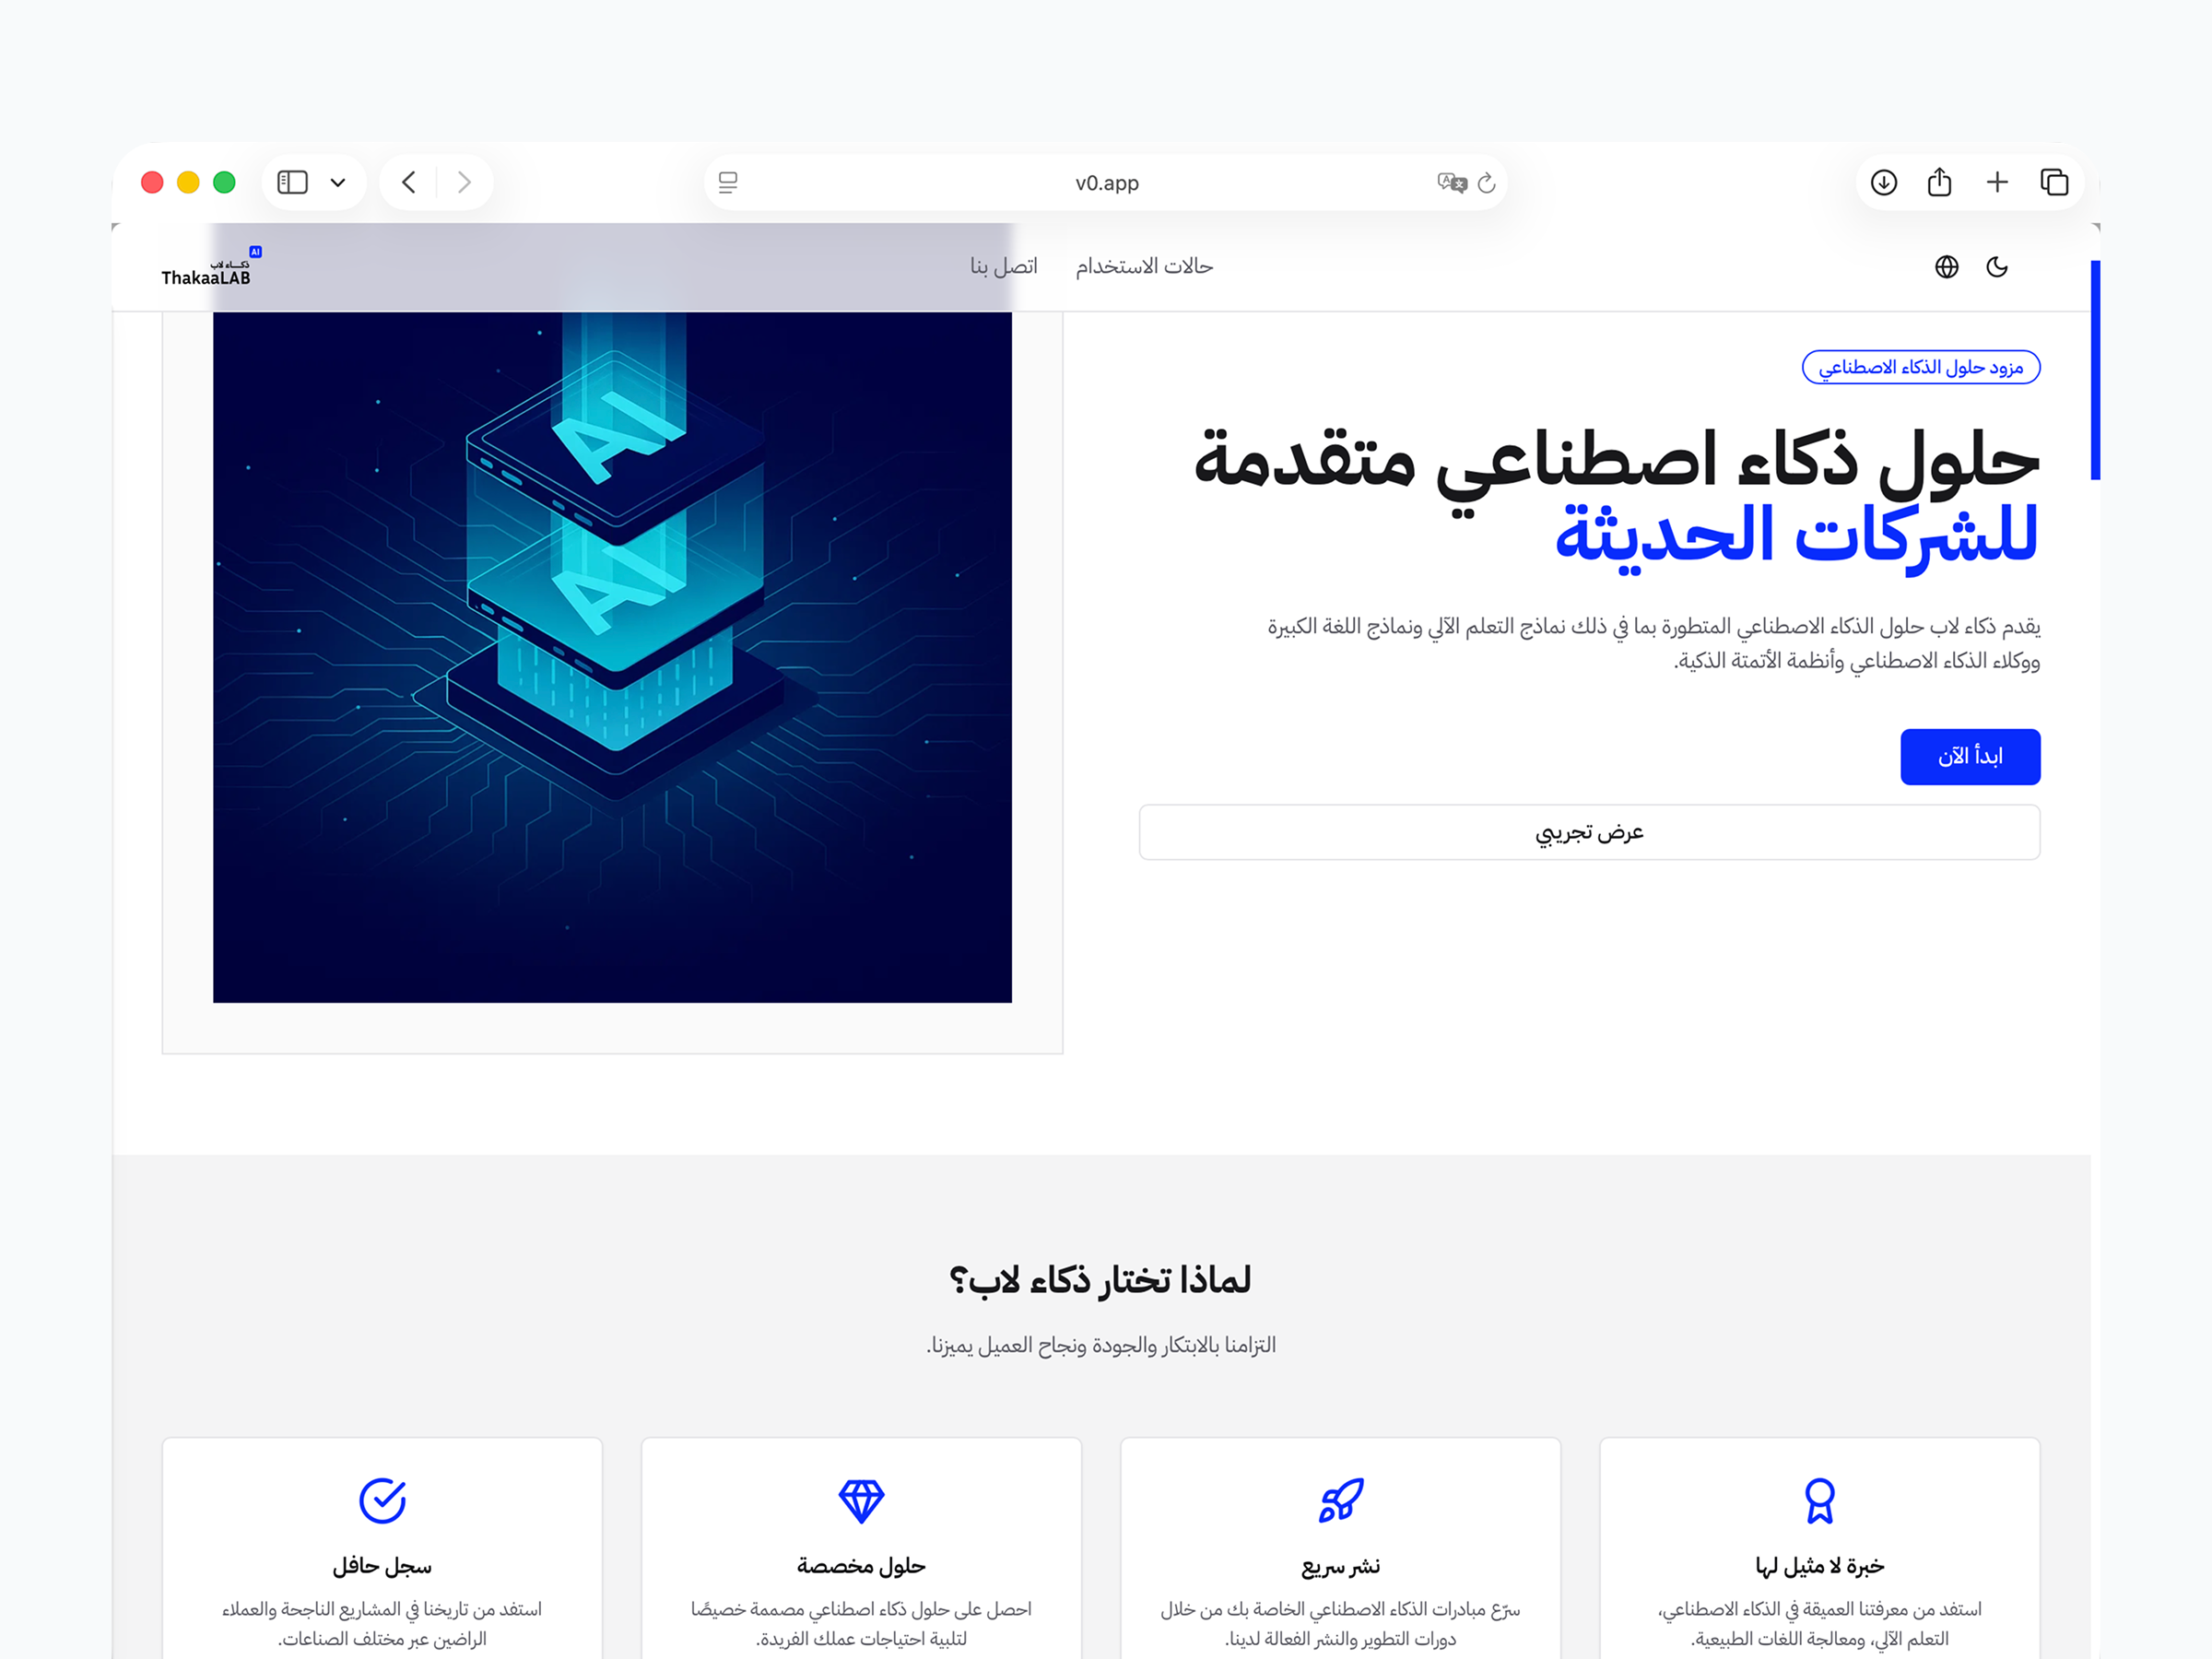 v0.app
حالات الاستخدام
اتصل بنا
AI
ذكاء لاب
ThakaaLAB
مزود حلول الذكاء الاصطناعي
حلول ذكاء اصطناعي متقدمة
للشركات الحديثة
يقدم ذكاء لاب حلول الذكاء الاصطناعي المتطورة بما في ذلك نماذج التعلم الآلي ونماذج اللغة الكبيرة
ووكلاء الذكاء الاصطناعي وأنظمة الأتمتة الذكية.
ابدأ الآن
عرض تجريبي
AI
AI
لماذا تختار ذكاء لاب؟
التزامنا بالابتكار والجودة ونجاح العميل يميزنا.
خبرة لا مثيل لها
استفد من معرفتنا العميقة في الذكاء الاصطناعي،
التعلم الآلي، ومعالجة اللغات الطبيعية.
نشر سريع
سرّع مبادرات الذكاء الاصطناعي الخاصة بك من خلال
دورات التطوير والنشر الفعالة لدينا.
حلول مخصصة
احصل على حلول ذكاء اصطناعي مصممة خصيصًا
لتلبية احتياجات عملك الفريدة.
سجل حافل
استفد من تاريخنا في المشاريع الناجحة والعملاء
الراضين عبر مختلف الصناعات.